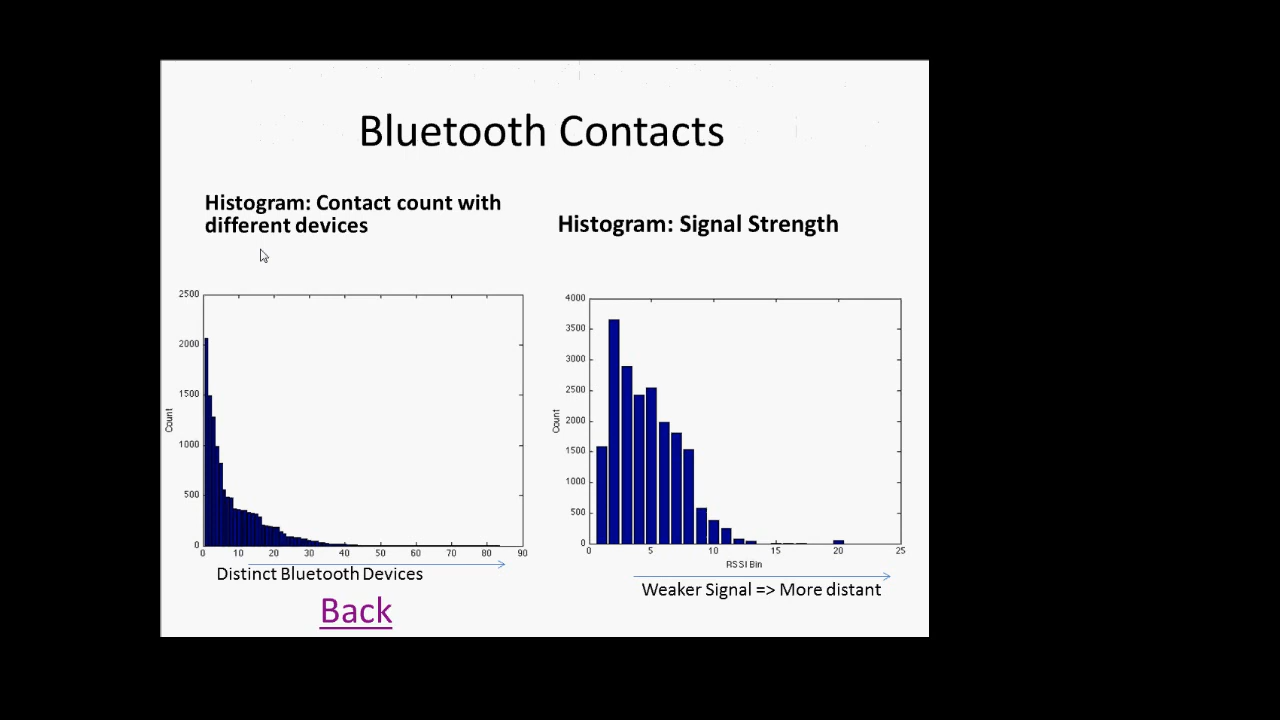 Bluetooth Contacts
Histogram: Contact count with
different devices
Histogram: Signal Strength
2500
2000
1500
1000
500
0
Count
0 10 20 30 40 50 60 70 80 90
Distinct Bluetooth Devices
Back
4000
3500
3000
2500
2000
1500
1000
500
0
Count
0 5 10 15 20 25
RSSI Bin
Weaker Signal => More distant